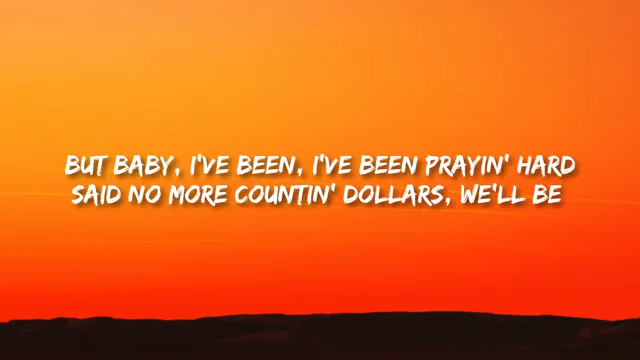 BUT BABY, I'VE BEEN, I'VE BEEN PRAYIN' HARD
SAID NO MORE COUNTIN' DOLLARS, WE'LL BE